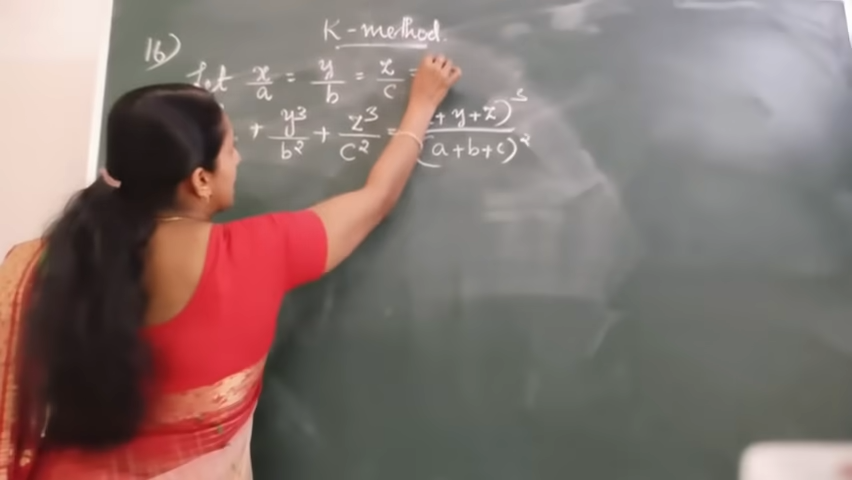 K-method.
16)
Let x/a = y/b = z/c =
+ y³/b² + z³/c² = (+ y + z)³/(a+b+c)²